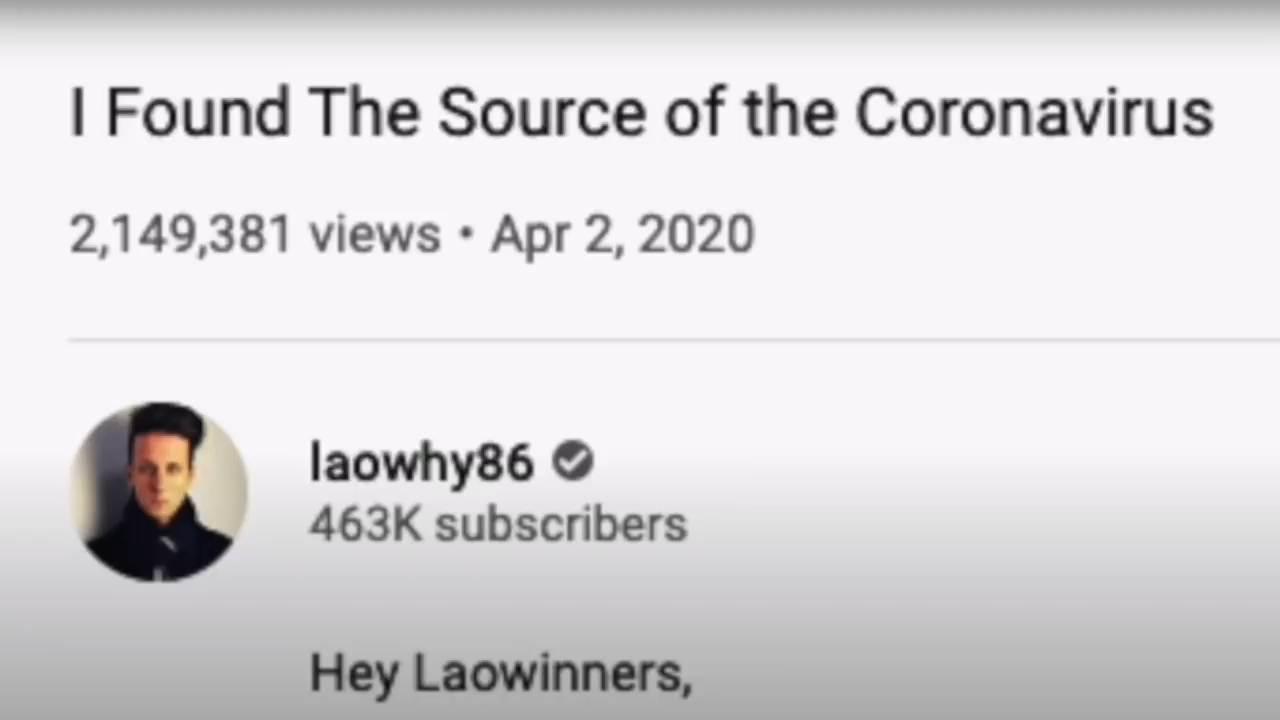 I Found The Source of the Coronavirus
2,149,381 views • Apr 2, 2020
laowhy86
463K subscribers
Hey Laowinners,